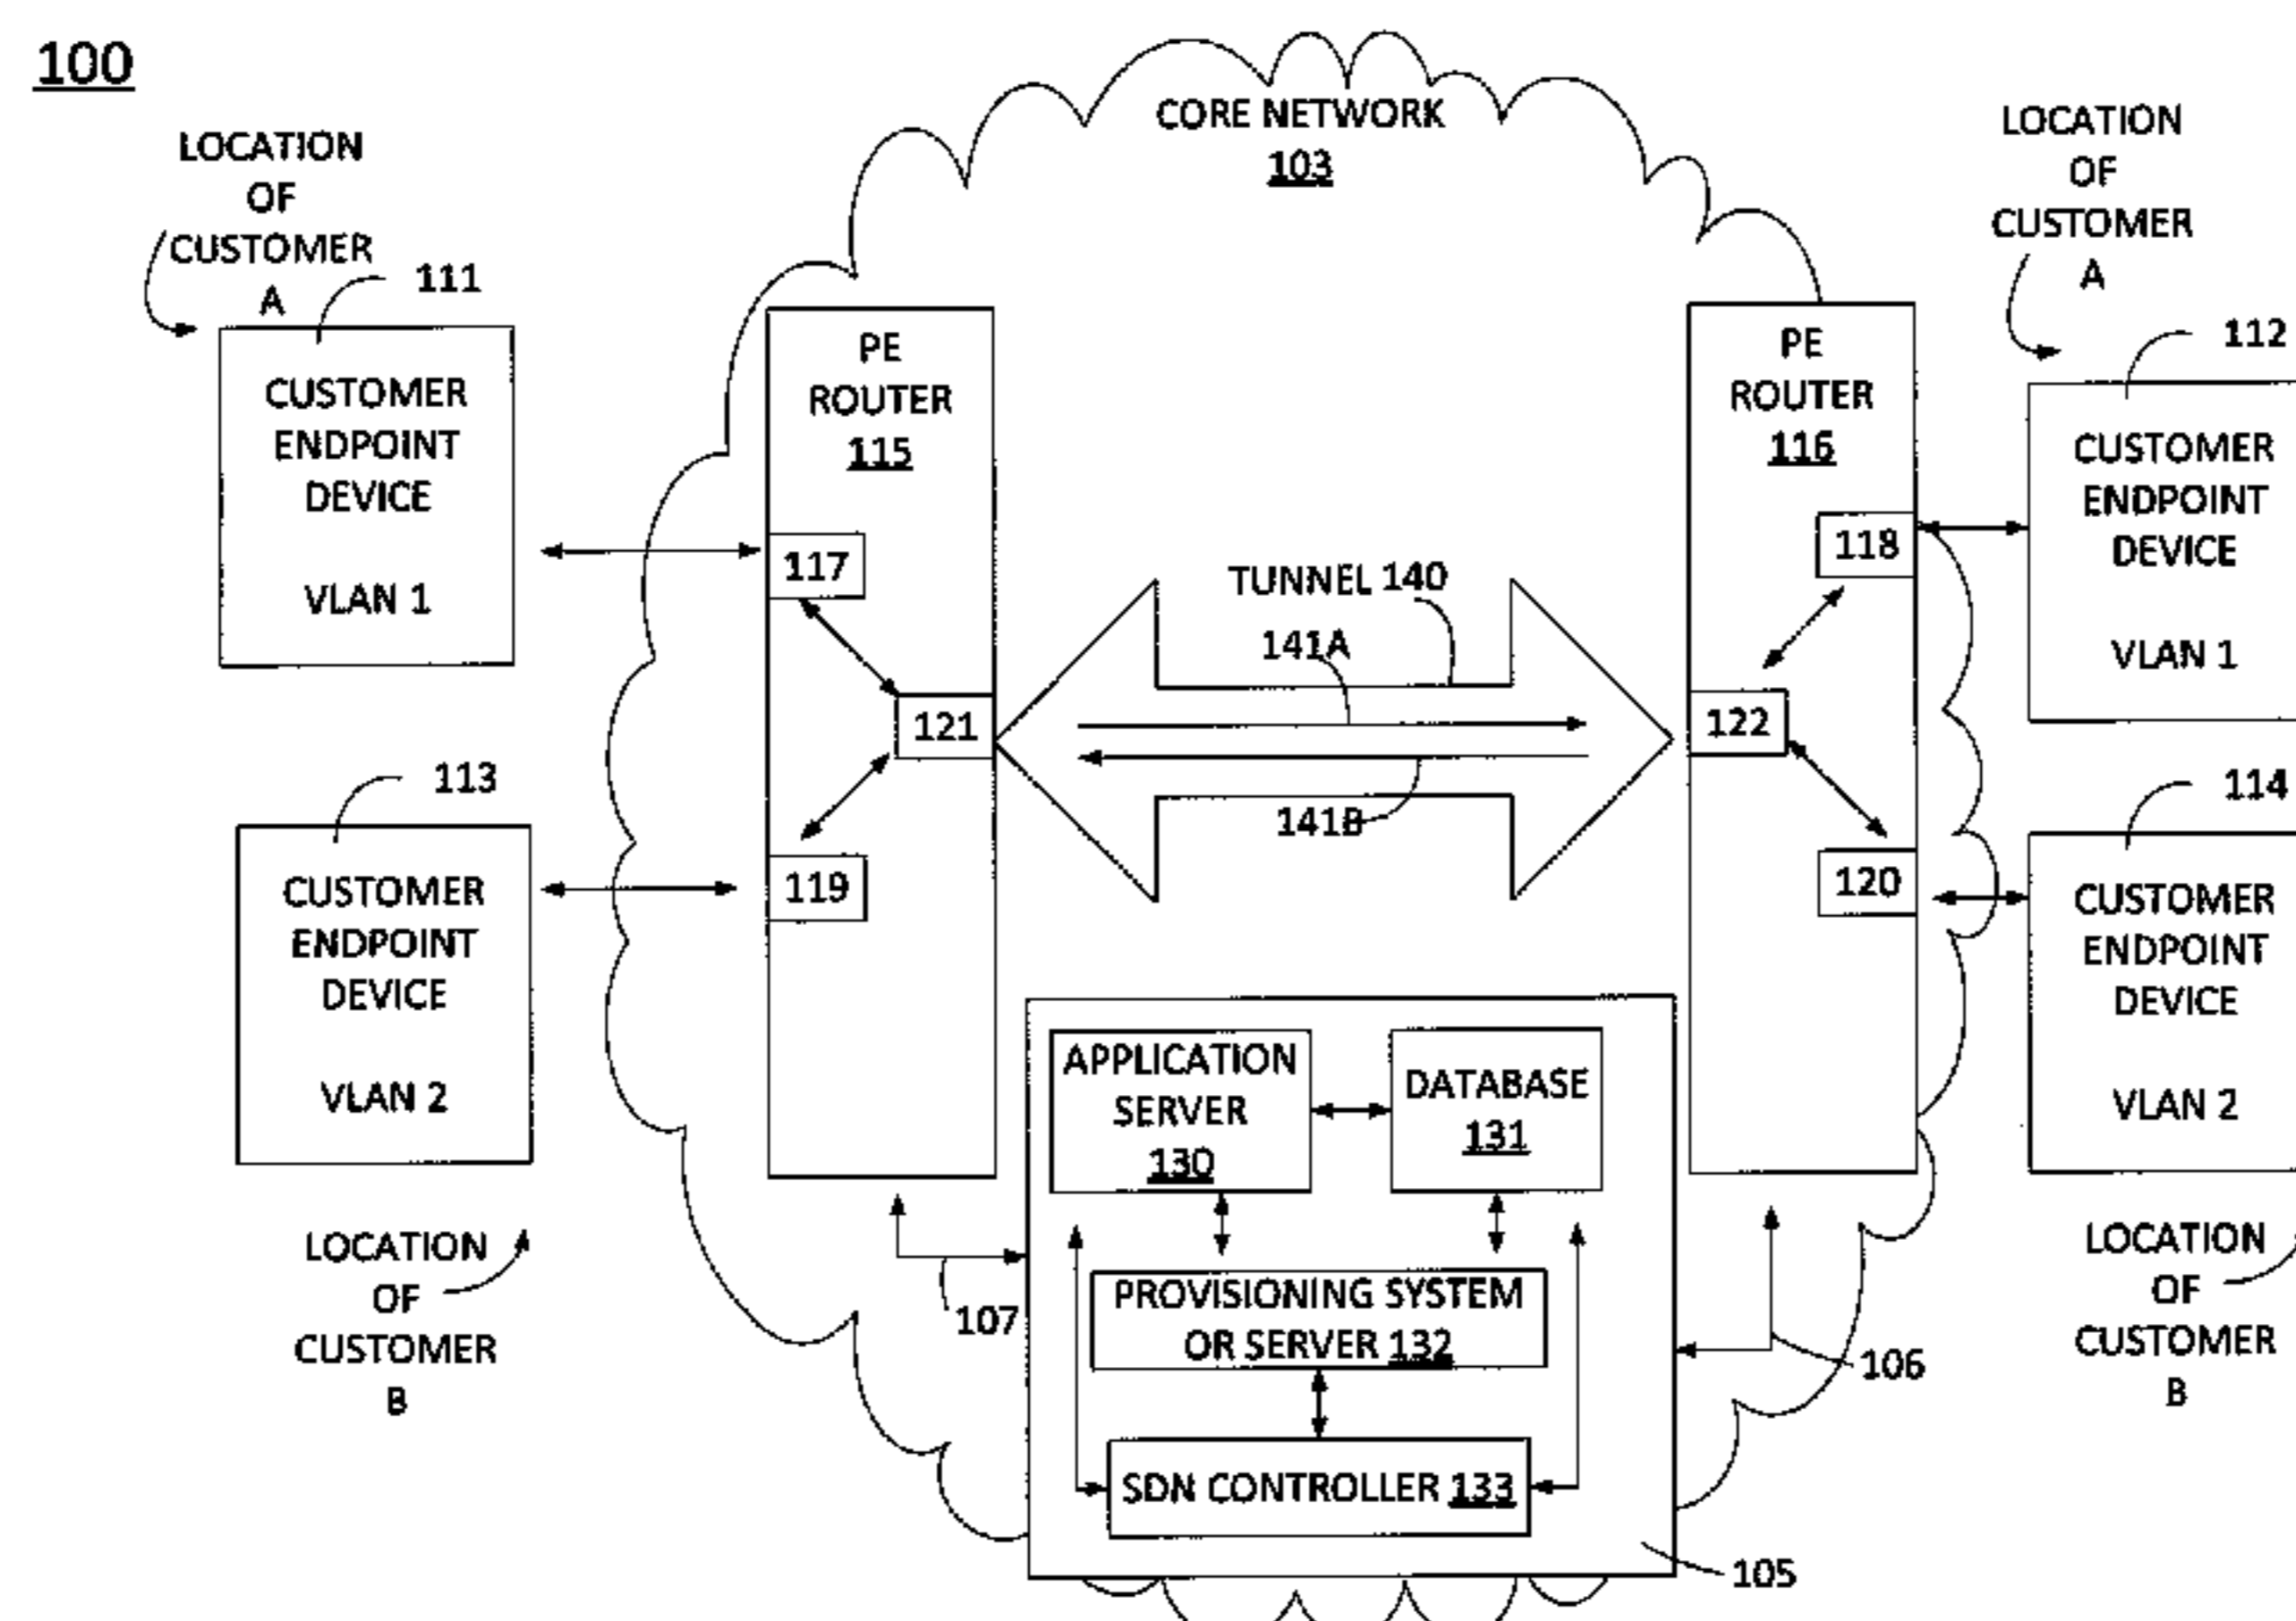 100
LOCATION
OF
CUSTOMER
A
111
CUSTOMER
ENDPOINT
DEVICE
VLAN 1
113
CUSTOMER
ENDPOINT
DEVICE
VLAN 2
LOCATION
OF
CUSTOMER
B
CORE NETWORK
103
PE
ROUTER
115
117
121
119
TUNNEL 140
141A
141B
PE
ROUTER
116
118
122
120
APPLICATION
SERVER
130
DATABASE
131
PROVISIONING SYSTEM
OR SERVER 132
SDN CONTROLLER 133
107
106
105
LOCATION
OF
CUSTOMER
A
112
CUSTOMER
ENDPOINT
DEVICE
VLAN 1
114
CUSTOMER
ENDPOINT
DEVICE
VLAN 2
LOCATION
OF
CUSTOMER
B